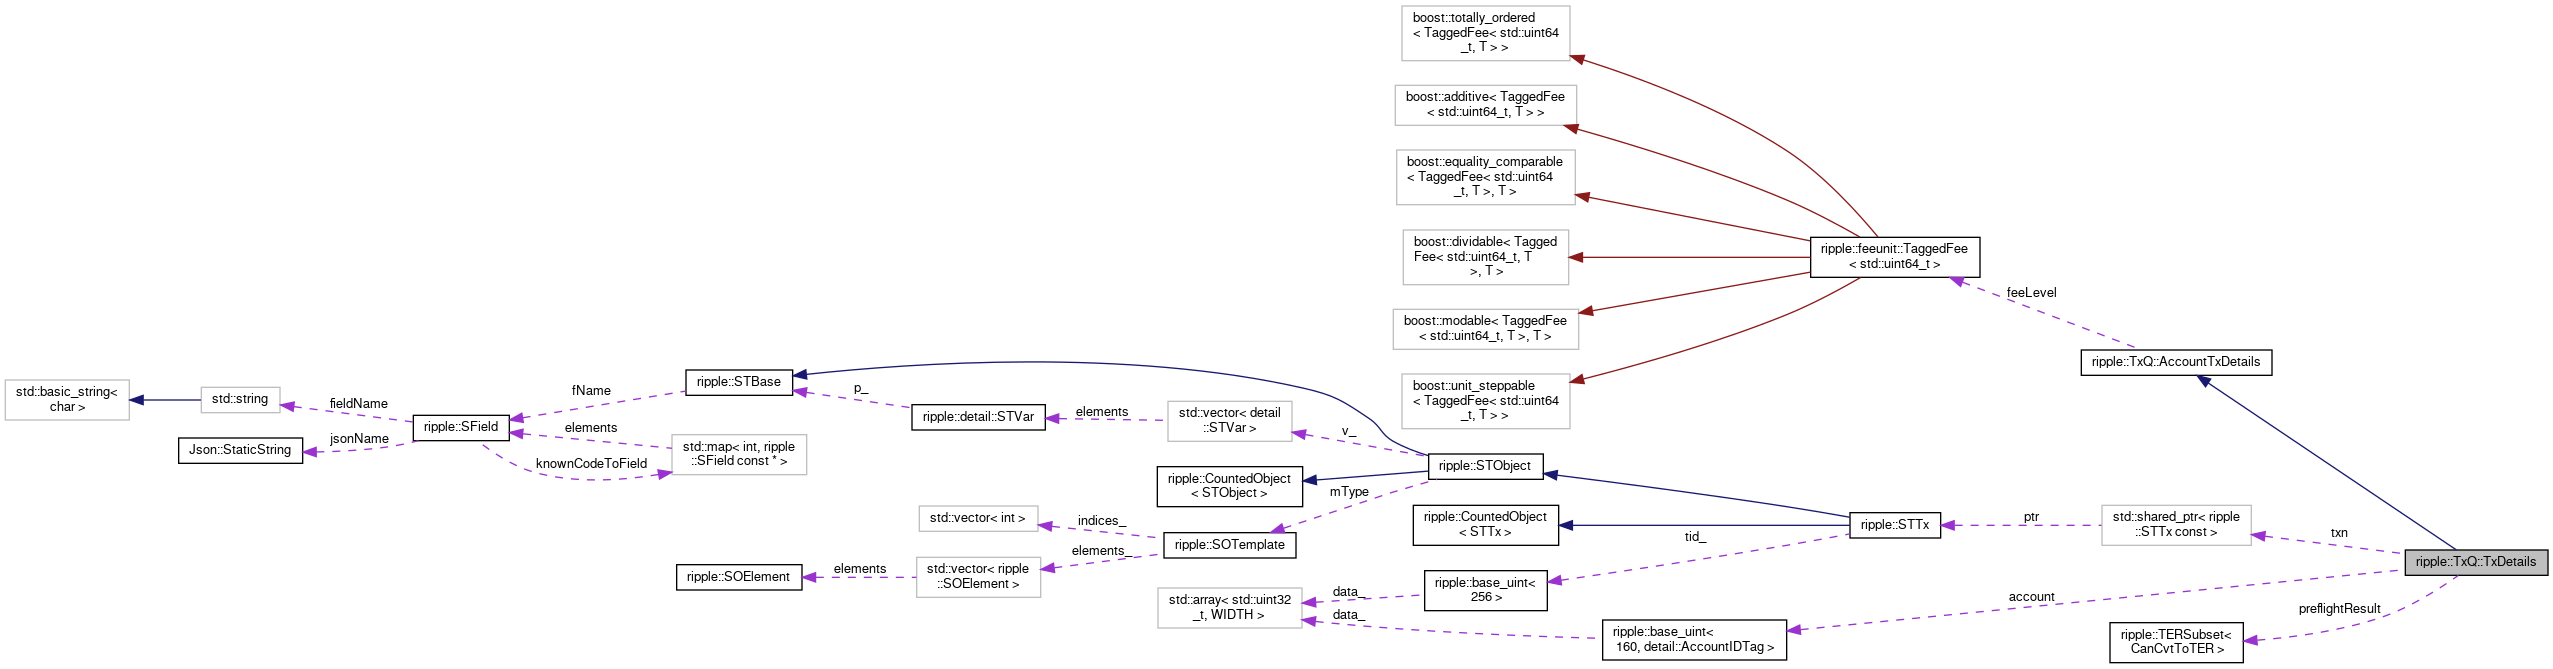 boost::totally_ordered
< TaggedFee< std::uint64
_t, T > >
boost::additive< TaggedFee
< std::uint64_t, T > >
boost::equality_comparable
< TaggedFee< std::uint64
_t, T >, T >
boost::dividable< Tagged
Fee< std::uint64_t, T
>, T >
boost::modable< TaggedFee
< std::uint64_t, T >, T >
boost::unit_steppable
< TaggedFee< std::uint64
_t, T > >
ripple::feeunit::TaggedFee
< std::uint64_t >
feeLevel
ripple::TxQ::AccountTxDetails
std::basic_string<
char >
std::string
fieldName
Json::StaticString
jsonName
ripple::SField
fName
elements
knownCodeToField
ripple::STBase
std::map< int, ripple
::SField const * >
p_
ripple::detail::STVar
elements
std::vector< detail
::STVar >
v_
ripple::STObject
ripple::CountedObject
< STObject >
mType
std::vector< int >
indices_
ripple::SOTemplate
elements_
ripple::SOElement
elements
std::vector< ripple
::SOElement >
ripple::CountedObject
< STTx >
ripple::STTx
tid_
ptr
std::shared_ptr< ripple
::STTx const >
txn
ripple::TxQ::TxDetails
std::array< std::uint32
_t, WIDTH >
data_
data_
ripple::base_uint<
256 >
ripple::base_uint<
160, detail::AccountIDTag >
account
preflightResult
ripple::TERSubset<
CanCvtToTER >